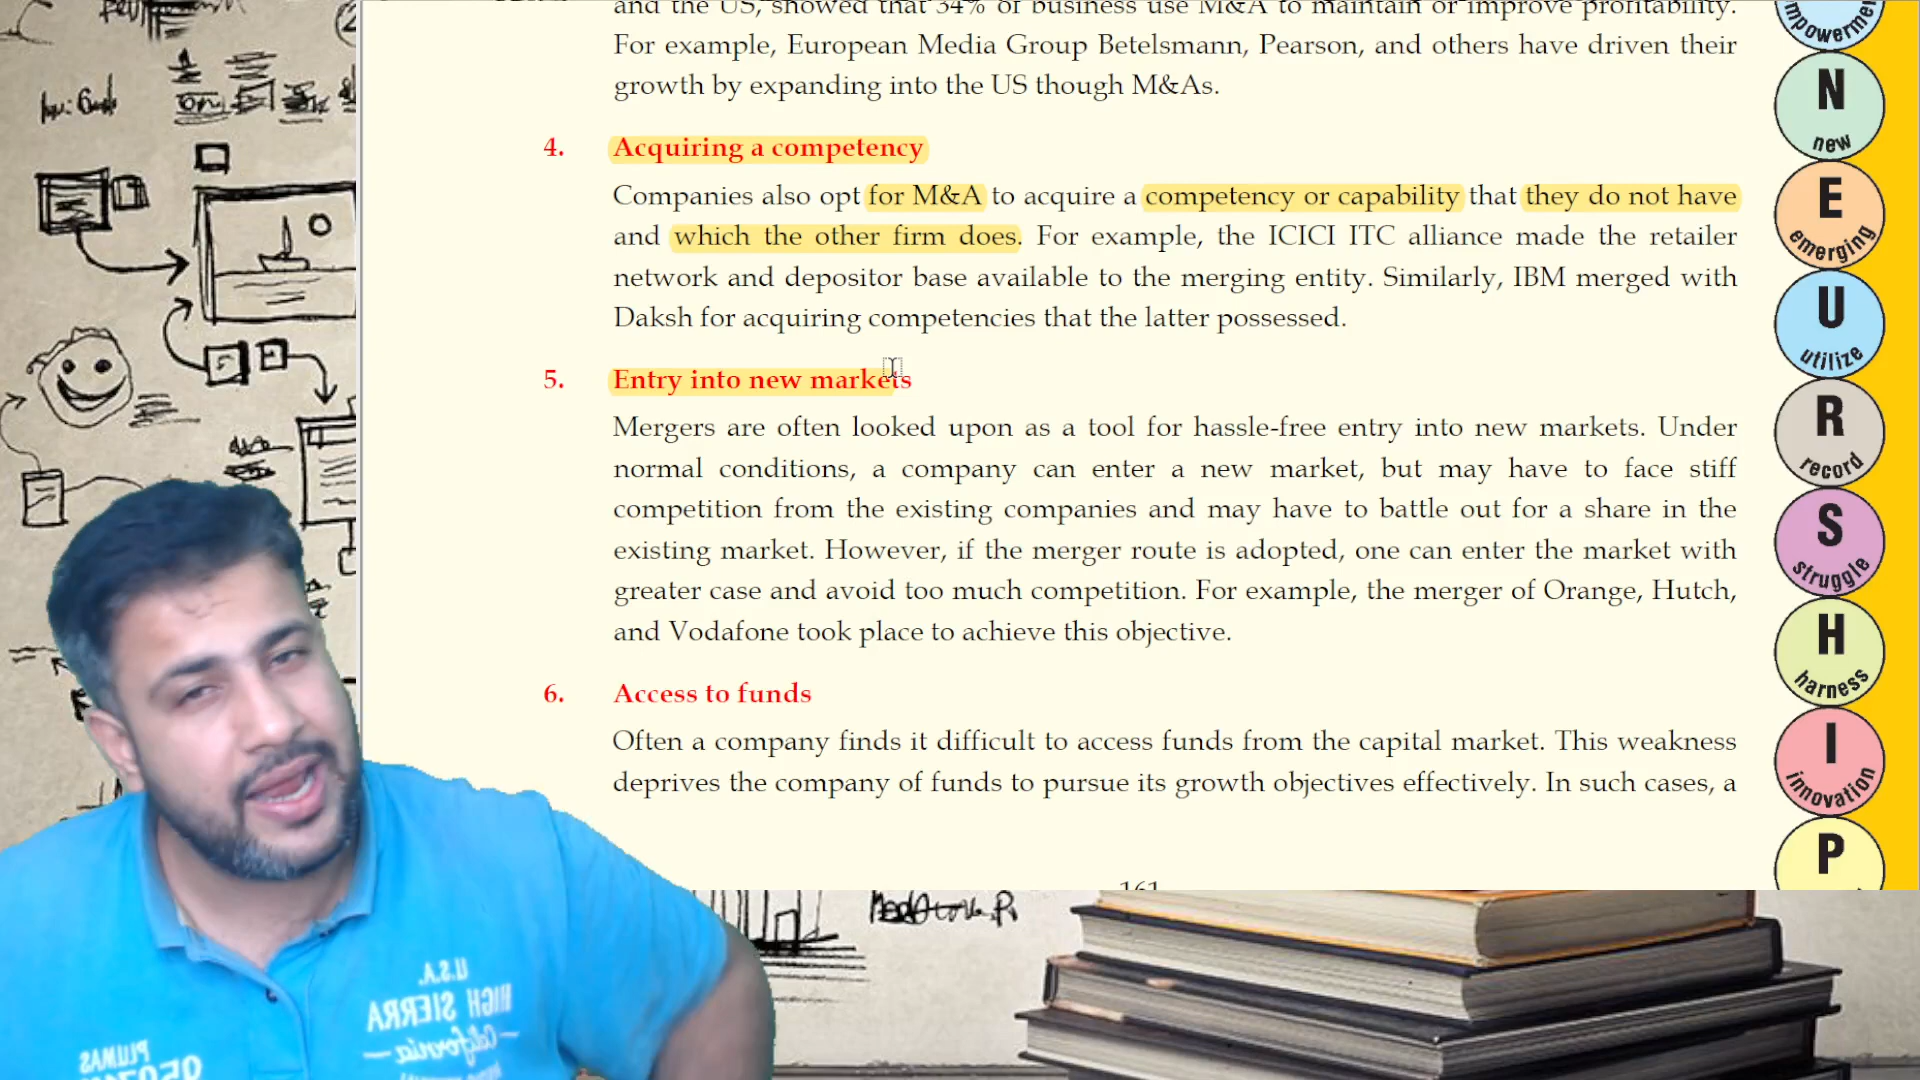 and the US, showed that 34% of business use M&A to maintain or improve profitability.
For example, European Media Group Betelsmann, Pearson, and others have driven their
growth by expanding into the US though M&As.
4. Acquiring a competency
Companies also opt for M&A to acquire a competency or capability that they do not have
and which the other firm does. For example, the ICICI ITC alliance made the retailer
network and depositor base available to the merging entity. Similarly, IBM merged with
Daksh for acquiring competencies that the latter possessed.
5. Entry into new markets
Mergers are often looked upon as a tool for hassle-free entry into new markets. Under
normal conditions, a company can enter a new market, but may have to face stiff
competition from the existing companies and may have to battle out for a share in the
existing market. However, if the merger route is adopted, one can enter the market with
greater case and avoid too much competition. For example, the merger of Orange, Hutch,
and Vodafone took place to achieve this objective.
6. Access to funds
Often a company finds it difficult to access funds from the capital market. This weakness
deprives the company of funds to pursue its growth objectives effectively. In such cases, a
161
N
new
E
emerging
U
utilize
R
record
S
struggle
H
harness
I
innovation
P
U.S.A.
HIGH SIERRA
California
PLUMAS